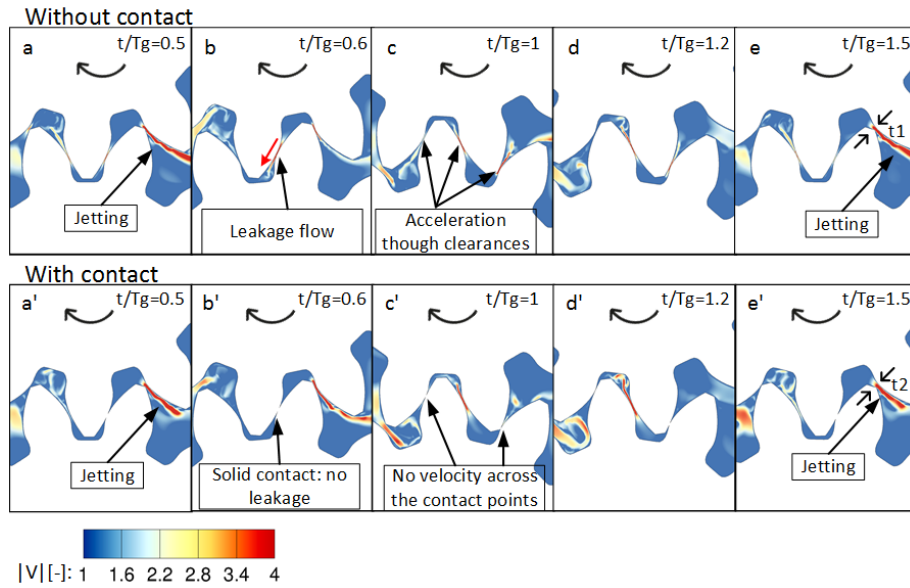 Without contact
a t/Tg=0.5
b t/Tg=0.6
c t/Tg=1
d t/Tg=1.2
e t/Tg=1.5
t1
Jetting
Leakage flow
Acceleration
though clearances
Jetting
With contact
a' t/Tg=0.5
b' t/Tg=0.6
c' t/Tg=1
d' t/Tg=1.2
e' t/Tg=1.5
t2
Jetting
Solid contact: no
leakage
No velocity across
the contact points
Jetting
|V|[-]: 1 1.6 2.2 2.8 3.4 4